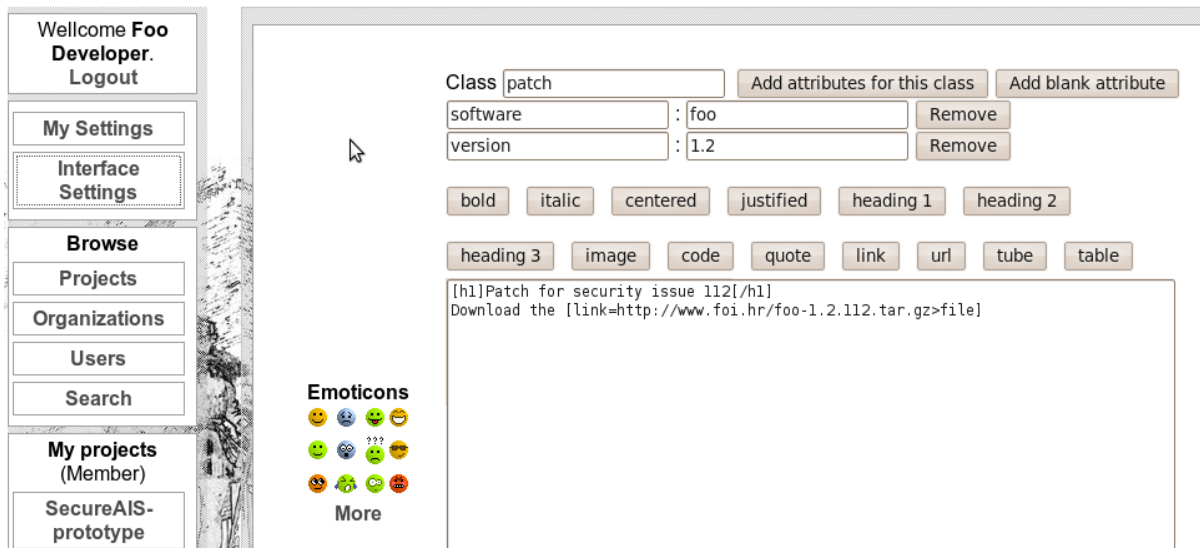 Wellcome Foo
Developer.
Logout
My Settings
Interface
Settings
Browse
Projects
Organizations
Users
Search
My projects
(Member)
SecureAIS-
prototype
Class patch Add attributes for this class Add blank attribute
software : foo Remove
version : 1.2 Remove
bold italic centered justified heading 1 heading 2
heading 3 image code quote link url tube table
[h1]Patch for security issue 112[/h1]
Download the [link=http://www.foi.hr/foo-1.2.112.tar.gz>file]
Emoticons
???
More